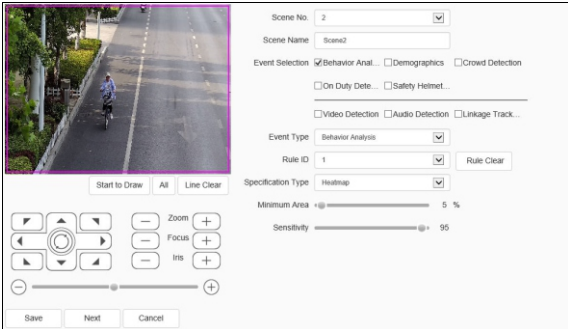 Scene No. 2
Scene Name Scene2
Event Selection Behavior Anal... Demographics Crowd Detection
On Duty Dete... Safety Helmet...
Video Detection Audio Detection Linkage Track...
Event Type Behavior Analysis
Rule ID 1 Rule Clear
Start to Draw All Line Clear
Specification Type Heatmap
Minimum Area 5 %
Sensitivity 95
Zoom
Focus
Iris
Save Next Cancel